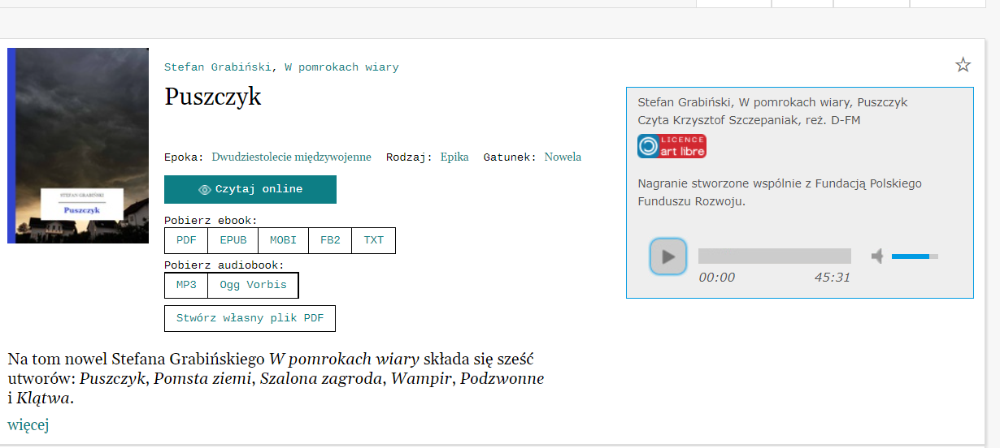 STEFAN GRABIŃSKI
Puszczyk
Stefan Grabiński, W pomrokach wiary
Puszczyk
Epoka: Dwudziestolecie międzywojenne Rodzaj: Epika Gatunek: Nowela
Czytaj online
Pobierz ebook:
PDF EPUB MOBI FB2 TXT
Pobierz audiobook:
MP3 Ogg Vorbis
Stwórz własny plik PDF
Stefan Grabiński, W pomrokach wiary, Puszczyk
Czyta Krzysztof Szczepaniak, reż. D-FM
LICENCE
art libre
Nagranie stworzone wspólnie z Fundacją Polskiego
Funduszu Rozwoju.
00:00 45:31
Na tom nowel Stefana Grabińskiego W pomrokach wiary składa się sześć
utworów: Puszczyk, Pomsta ziemi, Szalona zagroda, Wampir, Podzwonne
i Klątwa.
więcej